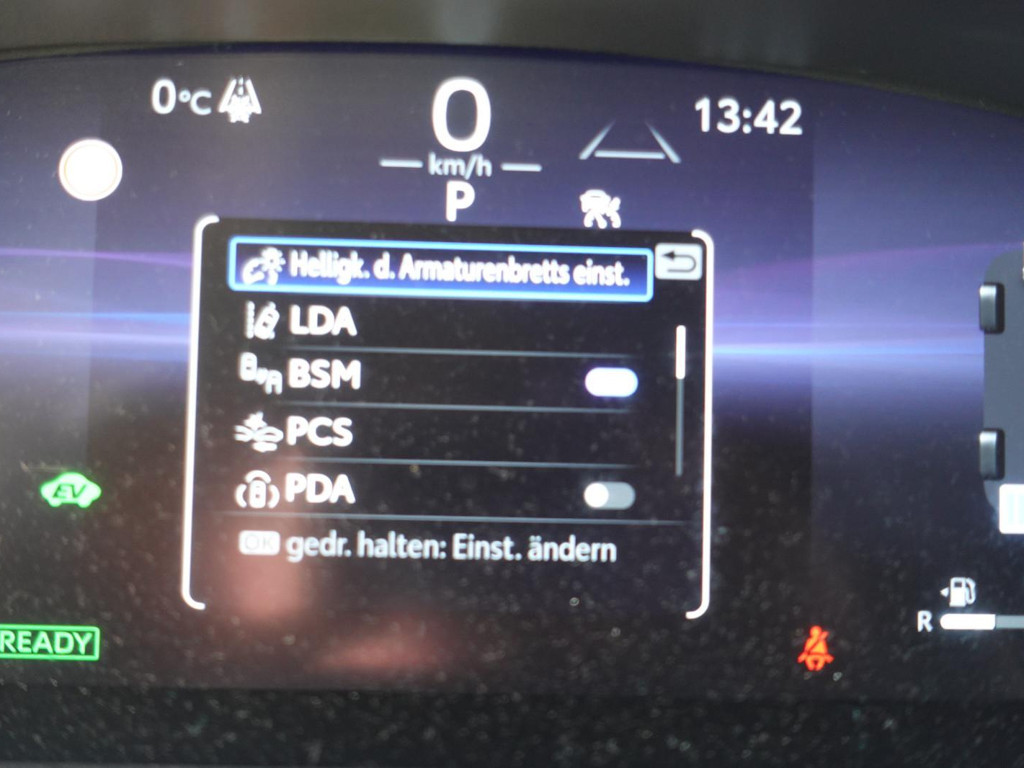 0°C
0
13:42
km/h
P
Helligk. d. Armaturenbretts einst.
LDA
BSM
PCS
EV
PDA
OK gedr. halten: Einst. ändern
R
READY